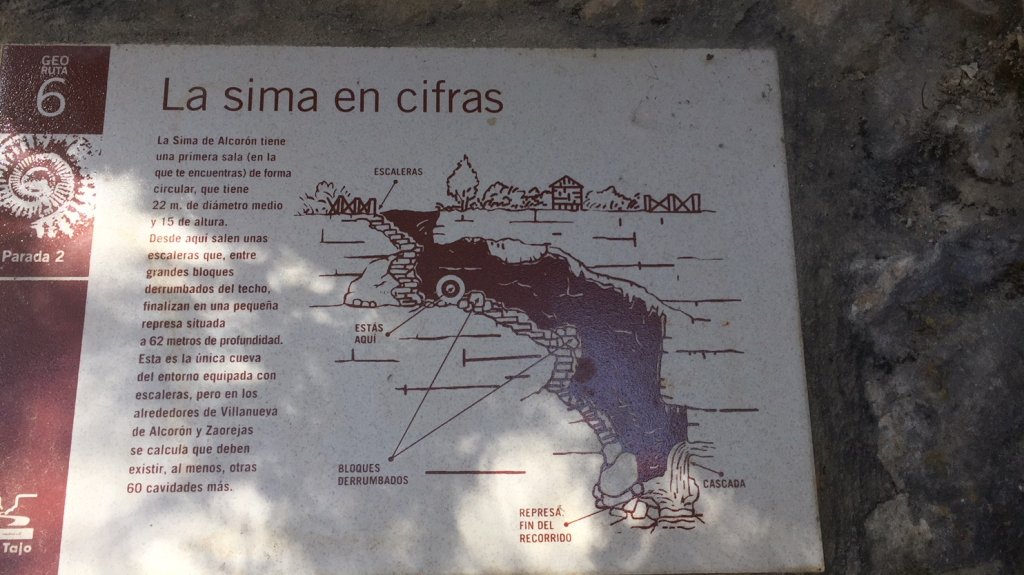 GEO
RUTA
6
La sima en cifras
Parada 2
Tajo
La Sima de Alcorón tiene
una primera sala (en la
que te encuentras) de forma
circular, que tiene
22 m. de diámetro medio
y 15 de altura.
Desde aquí salen unas
escaleras que, entre
grandes bloques
derrumbados del techo,
finalizan en una pequeña
represa situada
a 62 metros de profundidad.
Esta es la única cueva
del entorno equipada con
escaleras, pero en los
alrededores de Villanueva
de Alcorón y Zaorejas
se calcula que deben
existir, al menos, otras
60 cavidades más.
ESCALERAS
ESTÁS
AQUÍ
BLOQUES
DERRUMBADOS
CASCADA
REPRESA.
FIN DEL
RECORRIDO